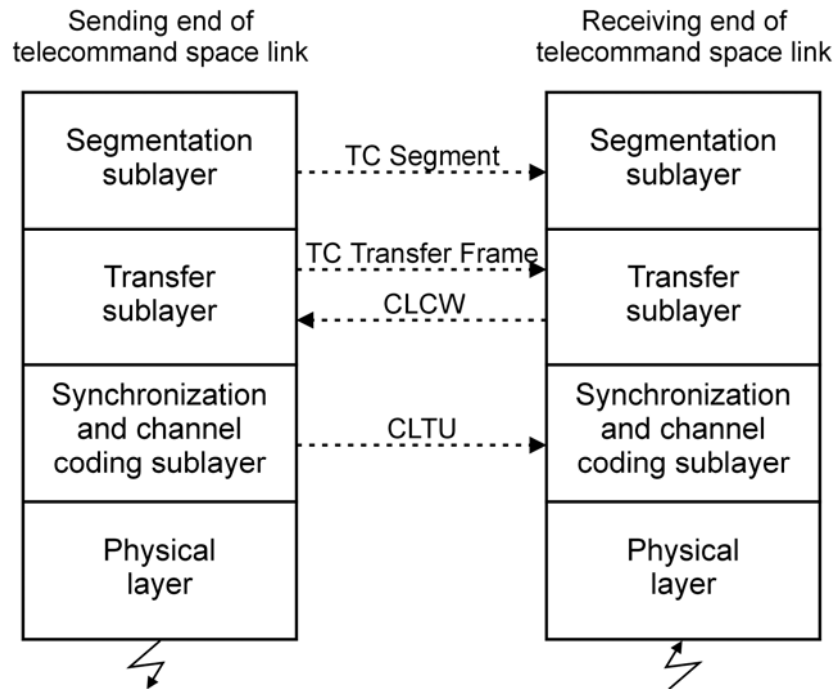 Sending end of
telecommand space link
Receiving end of
telecommand space link
Segmentation
sublayer
TC Segment
Segmentation
sublayer
Transfer
sublayer
TC Transfer Frame
CLCW
Transfer
sublayer
Synchronization
and channel
coding sublayer
CLTU
Synchronization
and channel
coding sublayer
Physical
layer
Physical
layer